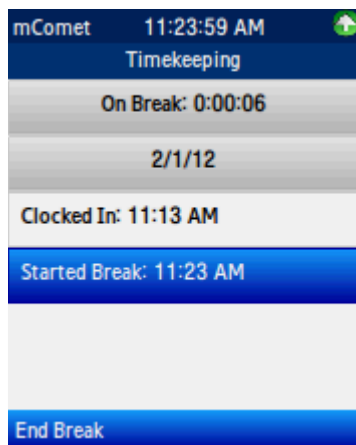 mComet 11:23:59 AM
Timekeeping
On Break: 0:00:06
2/1/12
Clocked In: 11:13 AM
Started Break: 11:23 AM
End Break